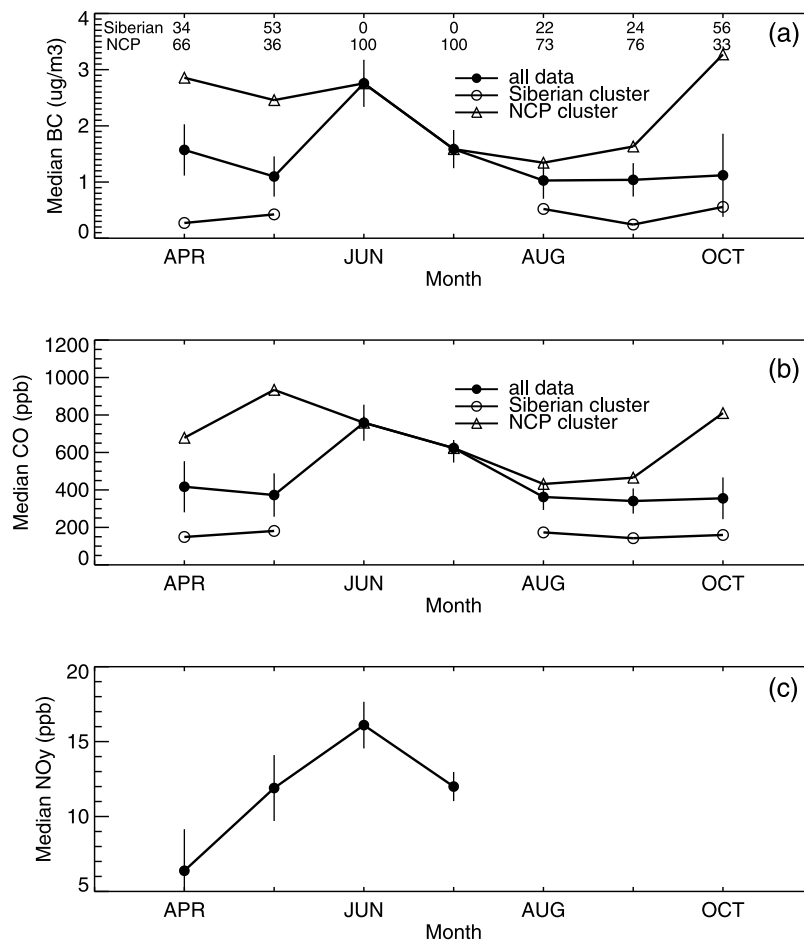 Siberian 34 53 0 0 22 24 56
NCP 66 36 100 100 73 76 33
(a)
4
3
2
1
0
Median BC (ug/m3)
all data
Siberian cluster
NCP cluster
APR JUN AUG OCT
Month
(b)
1200
1000
800
600
400
200
0
Median CO (ppb)
all data
Siberian cluster
NCP cluster
APR JUN AUG OCT
Month
(c)
20
15
10
5
Median NOy (ppb)
APR JUN AUG OCT
Month